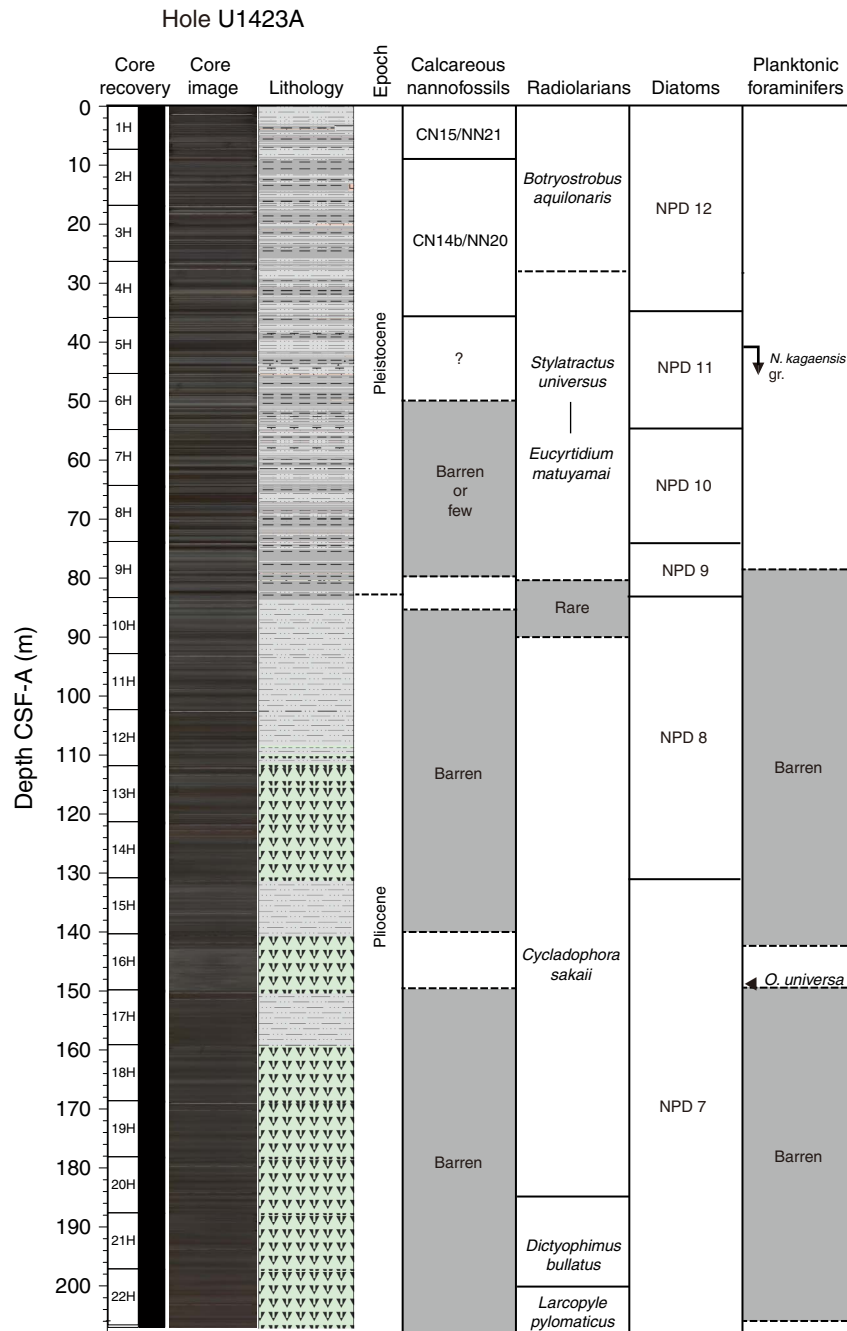 Hole U1423A
Core
recovery
Core
image
Lithology
Epoch
Calcareous
nannofossils
Radiolarians
Diatoms
Planktonic
foraminifers
Depth CSF-A (m)
0
10
20
30
40
50
60
70
80
90
100
110
120
130
140
150
160
170
180
190
200
1H
2H
3H
4H
5H
6H
7H
8H
9H
10H
11H
12H
13H
14H
15H
16H
17H
18H
19H
20H
21H
22H
Pleistocene
Pliocene
CN15/NN21
CN14b/NN20
?
Barren
or
few
Barren
Barren
Botryostrobus
aquilonaris
Stylatractus
universus
Eucyrtidium
matuyamai
Rare
Cycladophora
sakaii
Dictyophimus
bullatus
Larcopyle
pylomaticus
NPD 12
NPD 11
NPD 10
NPD 9
NPD 8
NPD 7
N. kagaensis
gr.
Barren
O. universa
Barren